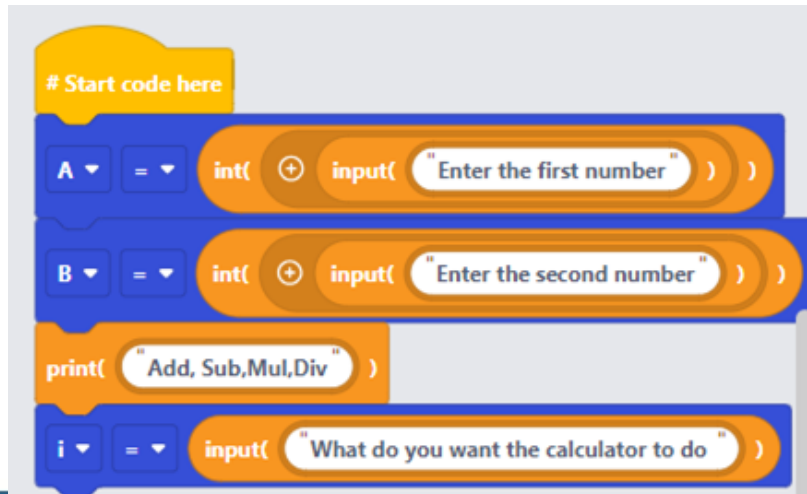 # Start code here
A = int( input( "Enter the first number" ) )
B = int( input( "Enter the second number" ) )
print( "Add, Sub,Mul,Div" )
i = input( "What do you want the calculator to do " )